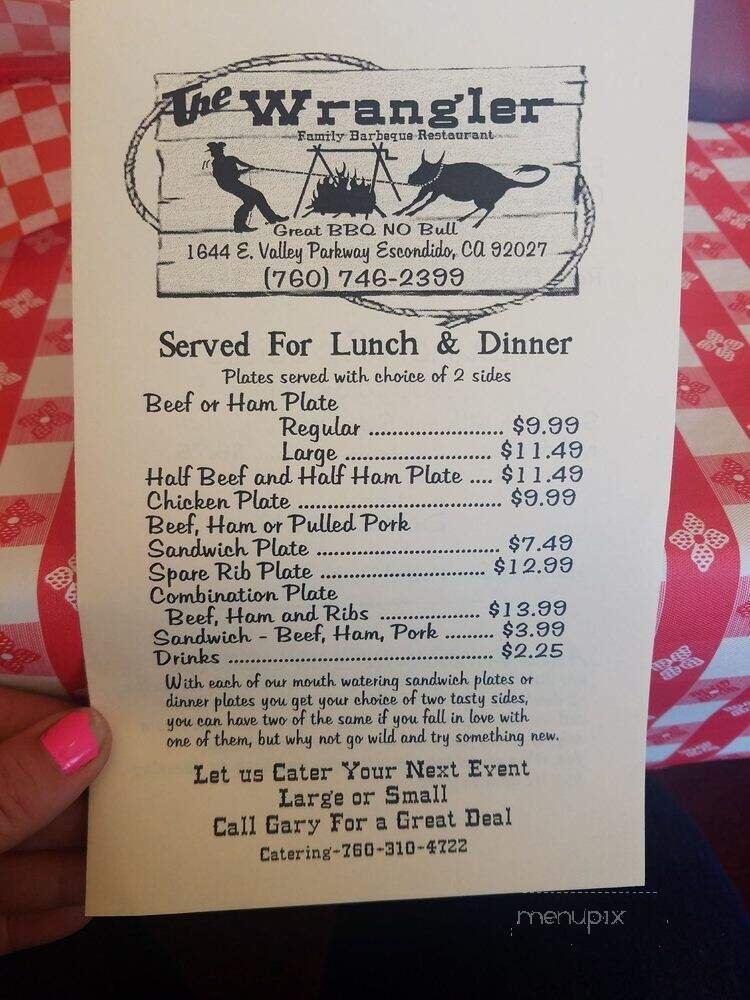 The Wrangler
Family Barbeque Restaurant
Great BBQ NO Bull
1644 E. Valley Parkway Escondido, CA 92027
(760) 746-2399
Served For Lunch & Dinner
Plates served with choice of 2 sides
Beef or Ham Plate
Regular ........................ $9.99
Large .......................... $11.49
Half Beef and Half Ham Plate .... $11.49
Chicken Plate .................................... $9.99
Beef, Ham or Pulled Pork
Sandwich Plate ................................. $7.49
Spare Rib Plate ............................. $12.99
Combination Plate
Beef, Ham and Ribs .................. $13.99
Sandwich - Beef, Ham, Pork ......... $3.99
Drinks ................................................ $2.25
With each of our mouth watering sandwich plates or
dinner plates you get your choice of two tasty sides,
you can have two of the same if you fall in love with
one of them, but why not go wild and try something new.
Let us Cater Your Next Event
Large or Small
Call Gary For a Great Deal
Catering-760-310-4722
menupix